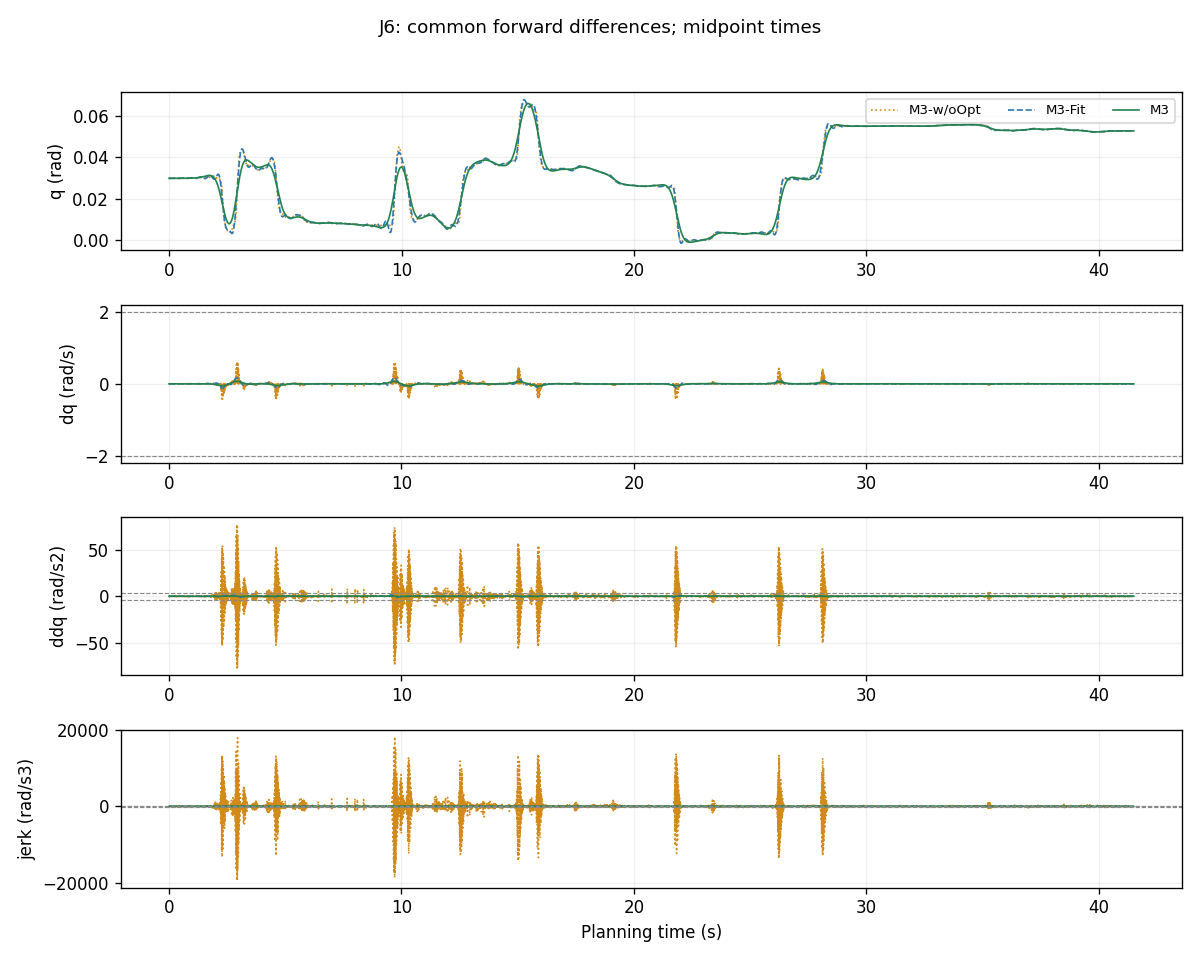 J6: common forward differences; midpoint times
M3-w/oOpt M3-Fit M3
q (rad)
0.06
0.04
0.02
0.00
0 10 20 30 40
dq (rad/s)
2
0
−2
0 10 20 30 40
ddq (rad/s2)
50
0
−50
0 10 20 30 40
jerk (rad/s3)
20000
0
−20000
0 10 20 30 40
Planning time (s)